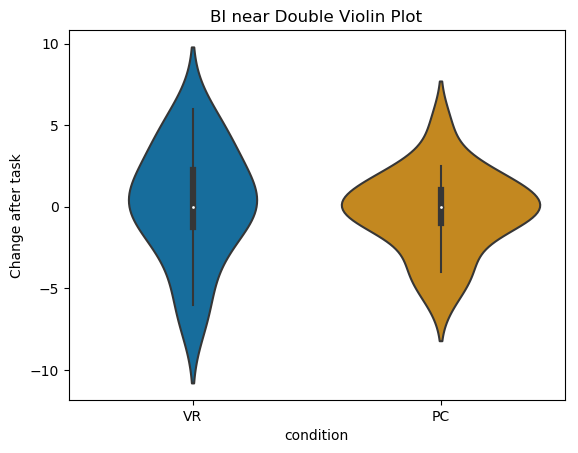 BI near Double Violin Plot
Change after task
10
5
0
−5
−10
VR
PC
condition